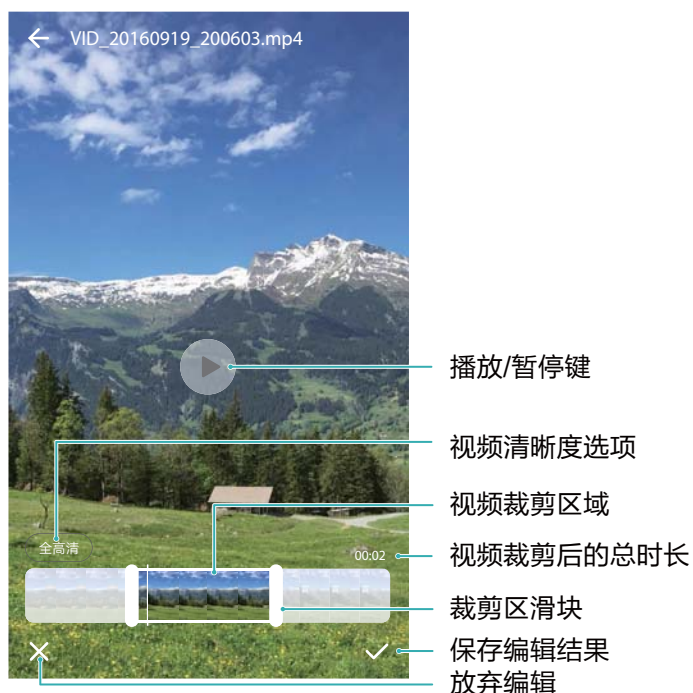 VID_20160919_200603.mp4
播放/暂停键
视频清晰度选项
视频裁剪区域
全高清
00:02
视频裁剪后的总时长
裁剪区滑块
保存编辑结果
放弃编辑